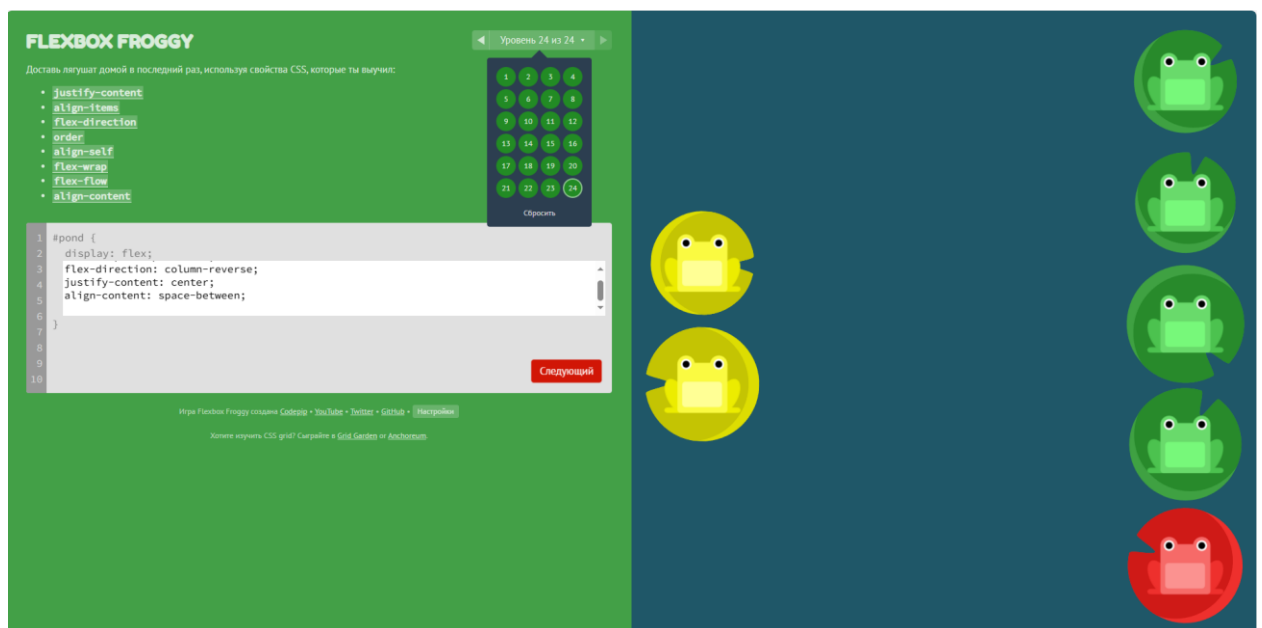 FLEXBOX FROGGY
◀ Уровень 24 из 24 ▾ ▶
Доставь лягушат домой в последний раз, используя свойства CSS, которые ты выучил:
• justify-content
• align-items
• flex-direction
• order
• align-self
• flex-wrap
• flex-flow
• align-content
1 2 3 4
5 6 7 8
9 10 11 12
13 14 15 16
17 18 19 20
21 22 23 24
Сбросить
1 #pond {
2 display: flex;
3 flex-direction: column-reverse;
4 justify-content: center;
5 align-content: space-between;
6
7 }
8
9
10
Следующий
Игра Flexbox Froggy создана Codepip • YouTube • Twitter • GitHub • Настройки
Хотите изучить CSS grid? Сыграйте в Grid Garden or Anchoreum.